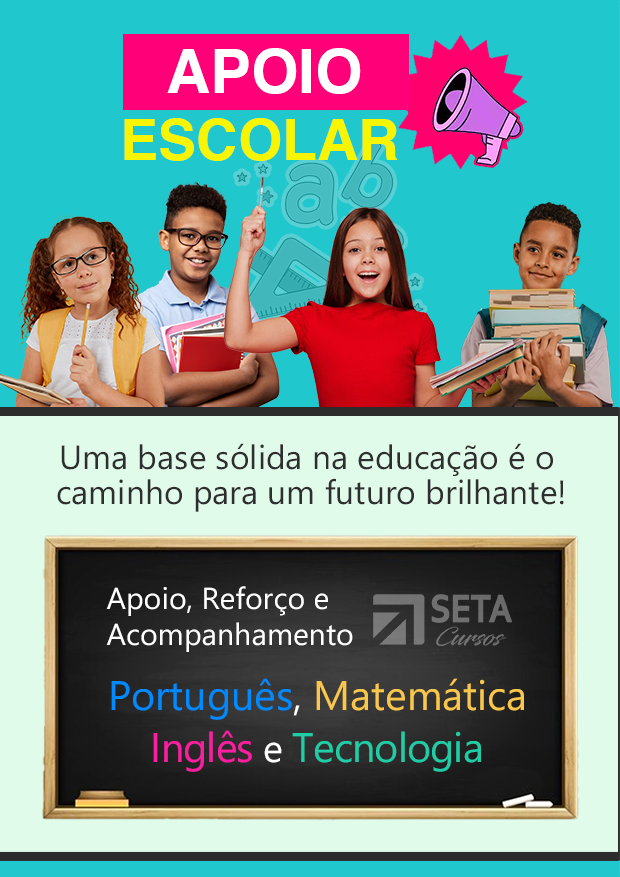 APOIO
ESCOLAR
ab
Uma base sólida na educação é o
caminho para um futuro brilhante!
Apoio, Reforço e
Acompanhamento
SETA
Cursos
Português, Matemática
Inglês e Tecnologia